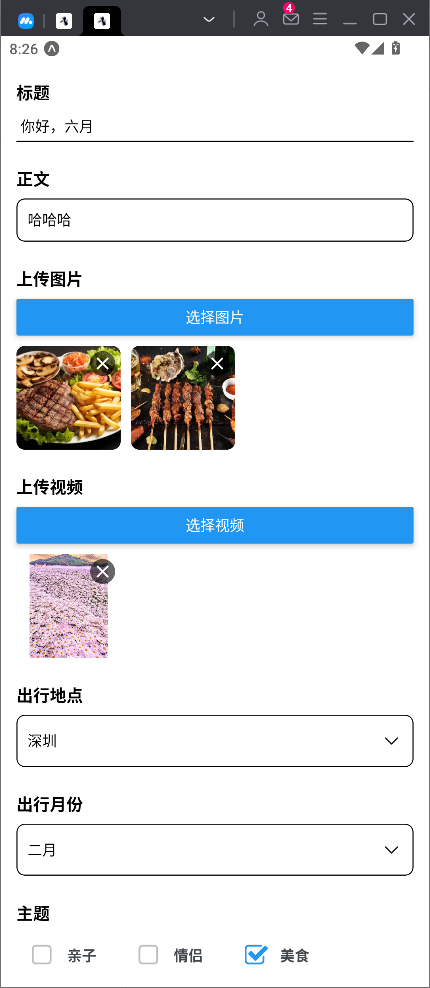 4
8:26
标题
你好，六月
正文
哈哈哈
上传图片
选择图片
上传视频
选择视频
出行地点
深圳
出行月份
二月
主题
亲子 情侣 美食